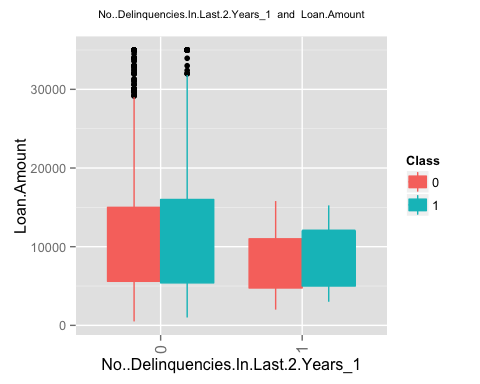 No..Delinquencies.In.Last.2.Years_1 and Loan.Amount
30000
20000
10000
0
Loan.Amount
0
1
No..Delinquencies.In.Last.2.Years_1
Class
0
1